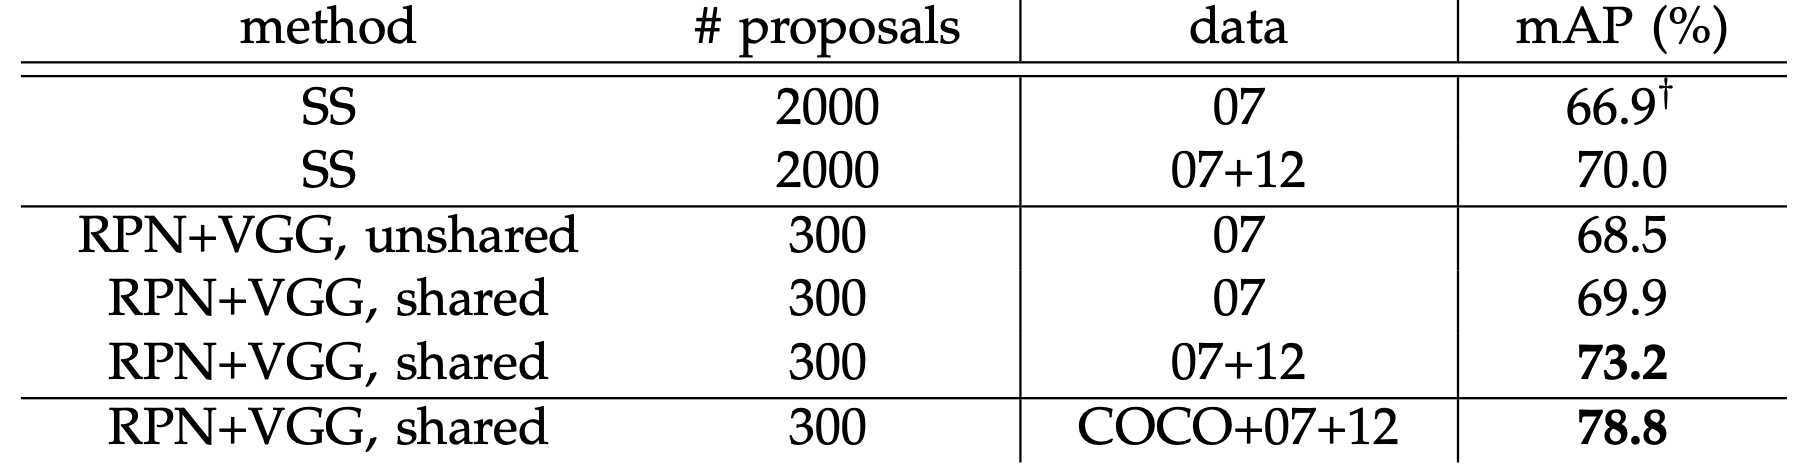 method # proposals data mAP (%)
SS 2000 07 66.9†
SS 2000 07+12 70.0
RPN+VGG, unshared 300 07 68.5
RPN+VGG, shared 300 07 69.9
RPN+VGG, shared 300 07+12 73.2
RPN+VGG, shared 300 COCO+07+12 78.8